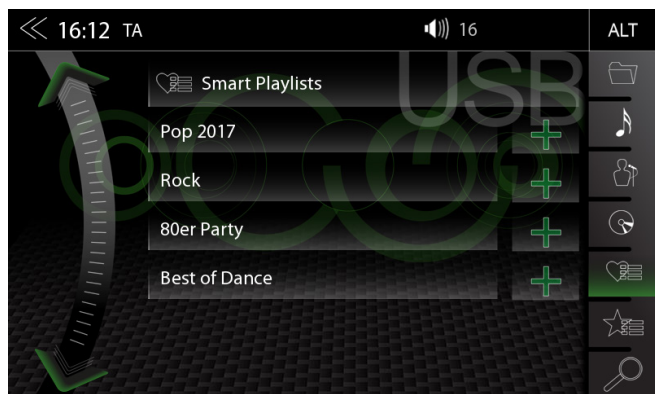 16:12 TA 16 ALT
USB
Smart Playlists
Pop 2017
Rock
80er Party
Best of Dance